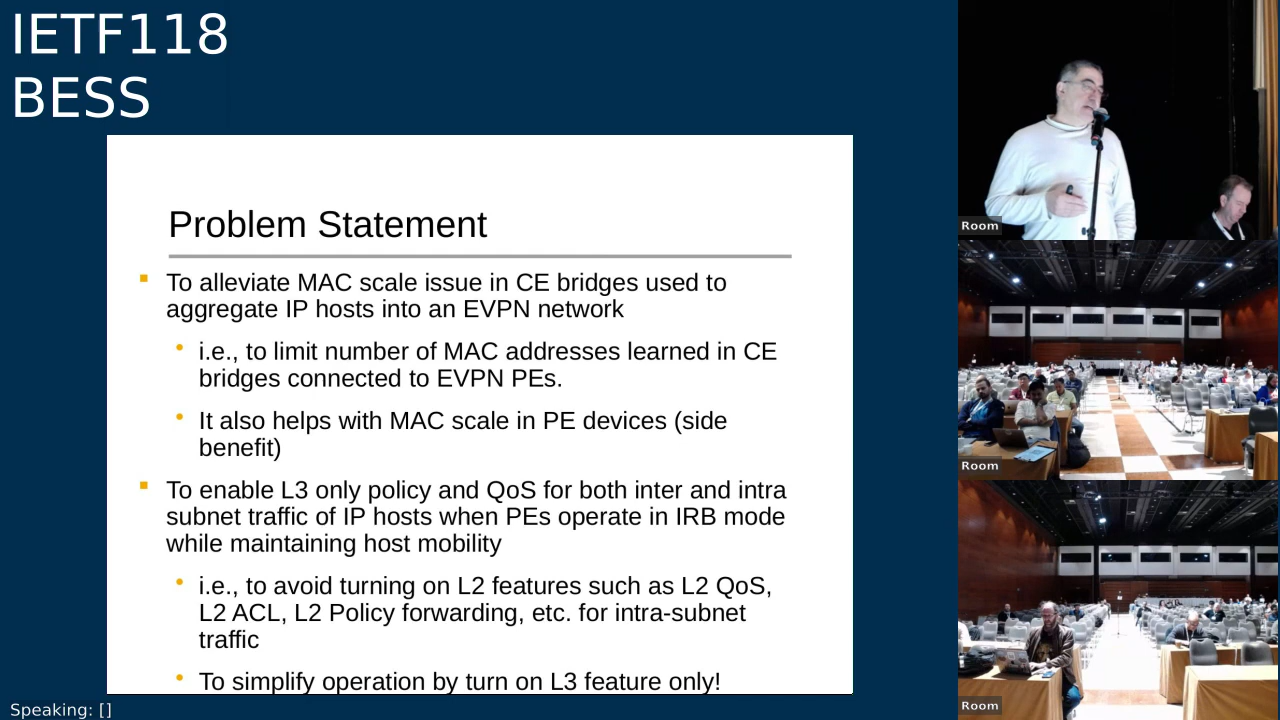 IETF118
BESS
Problem Statement
To alleviate MAC scale issue in CE bridges used to
aggregate IP hosts into an EVPN network
i.e., to limit number of MAC addresses learned in CE
bridges connected to EVPN PEs.
It also helps with MAC scale in PE devices (side
benefit)
To enable L3 only policy and QoS for both inter and intra
subnet traffic of IP hosts when PEs operate in IRB mode
while maintaining host mobility
i.e., to avoid turning on L2 features such as L2 QoS,
L2 ACL, L2 Policy forwarding, etc. for intra-subnet
traffic
To simplify operation by turn on L3 feature only!
Speaking: []
Room
Room
Room